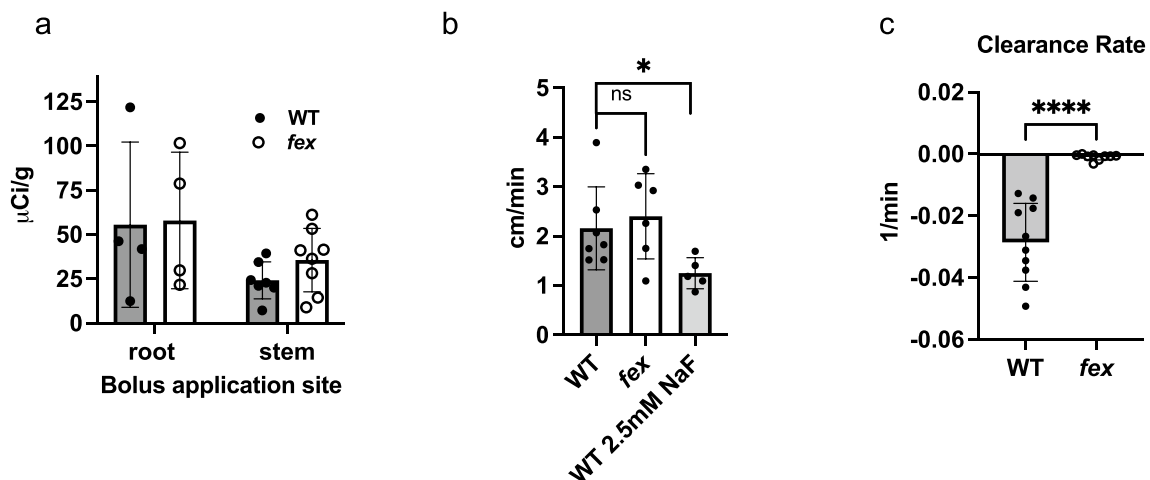 a
μCi/g
125
100
75
50
25
0
WT
fex
root
stem
Bolus application site
b
cm/min
5
4
3
2
1
0
*
ns
WT
fex
WT 2.5mM NaF
c
Clearance Rate
1/min
0.02
0.00
-0.02
-0.04
-0.06
****
WT
fex